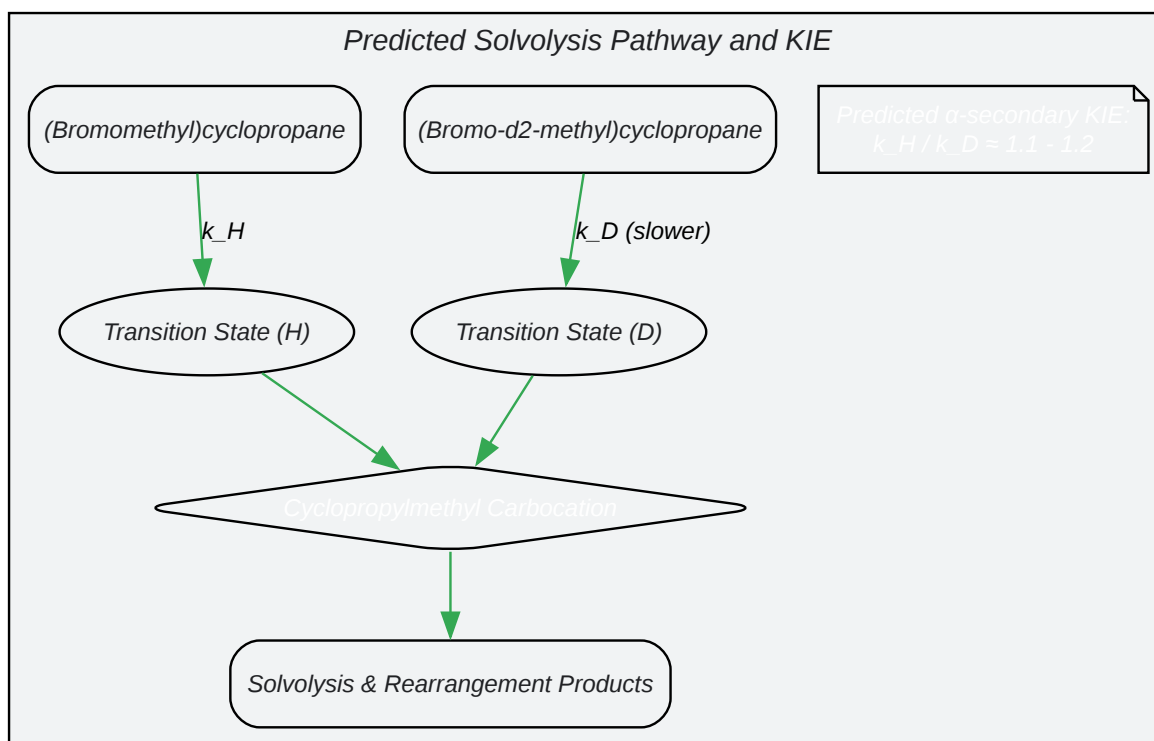 Predicted Solvolysis Pathway and KIE
(Bromomethyl)cyclopropane
(Bromo-d2-methyl)cyclopropane
Predicted α-secondary KIE:
k_H / k_D ≈ 1.1 - 1.2
k_H
k_D (slower)
Transition State (H)
Transition State (D)
Cyclopropylmethyl Carbocation
Solvolysis & Rearrangement Products